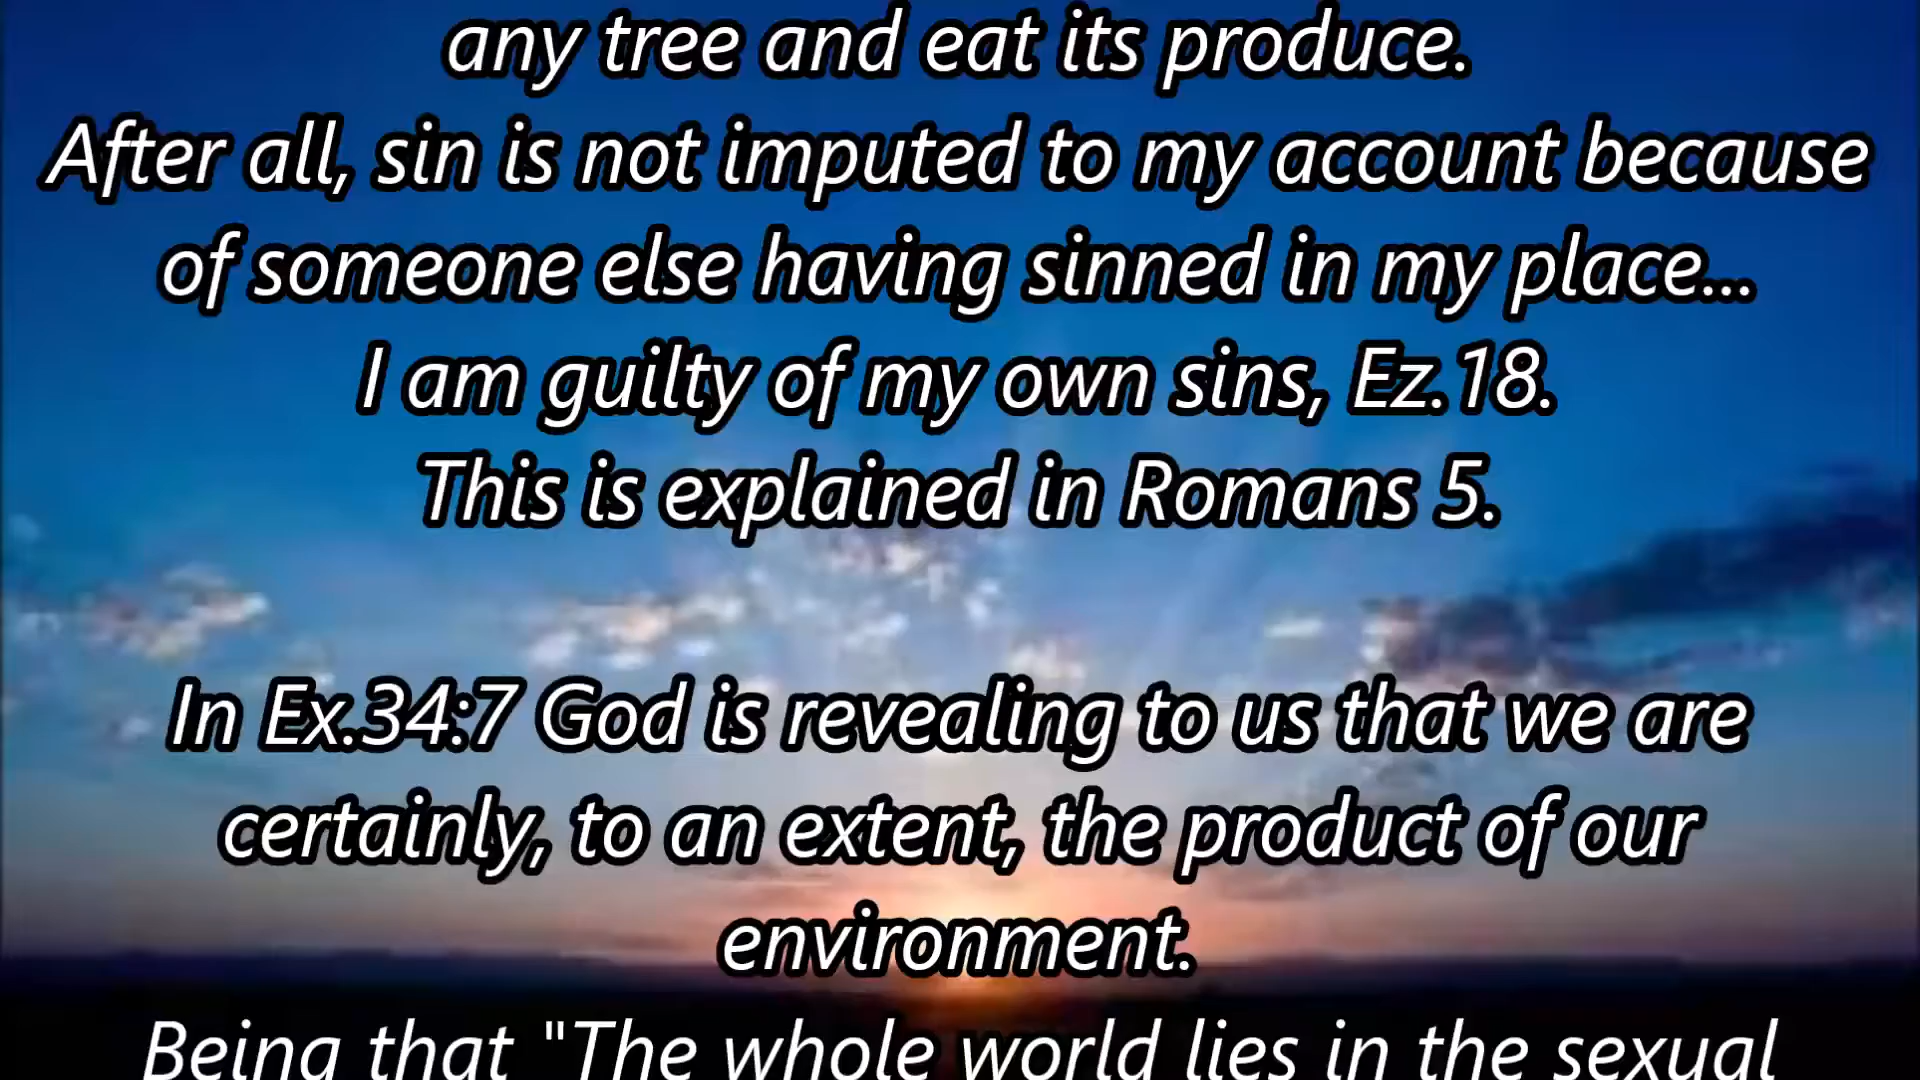 any tree and eat its produce.
After all, sin is not imputed to my account because
of someone else having sinned in my place...
I am guilty of my own sins, Ez.18.
This is explained in Romans 5.
In Ex.34:7 God is revealing to us that we are
certainly, to an extent, the product of our
environment.
Being that "The whole world lies in the sexual